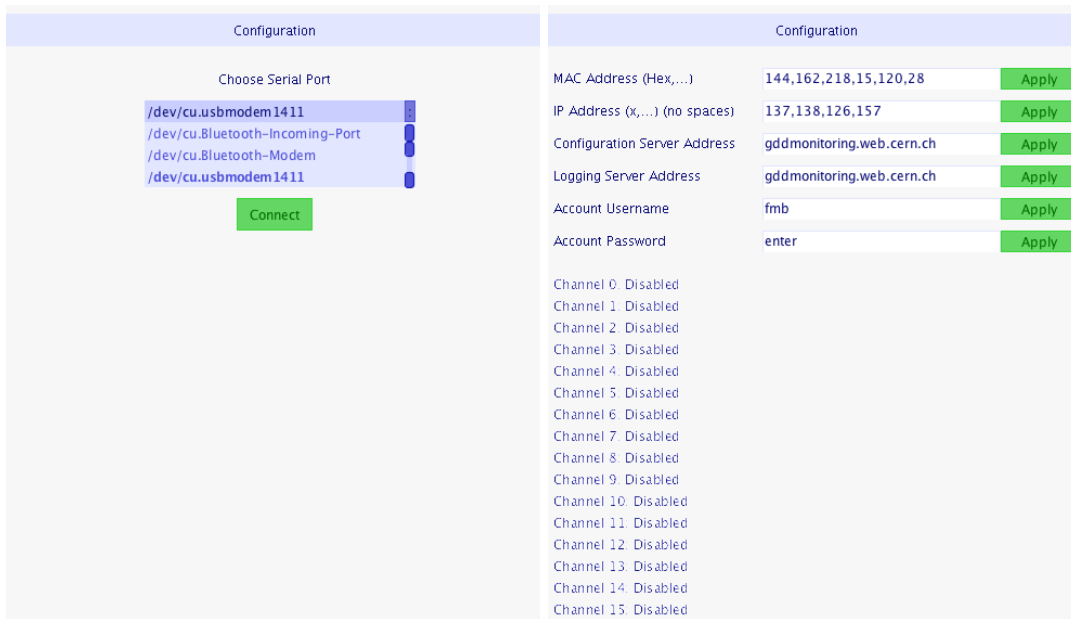 Configuration
Choose Serial Port
/dev/cu.usbmodem1411 :
/dev/cu.Bluetooth-Incoming-Port
/dev/cu.Bluetooth-Modem
/dev/cu.usbmodem1411
Connect
Configuration
MAC Address (Hex,...) 144,162,218,15,120,28 Apply
IP Address (x,...) (no spaces) 137,138,126,157 Apply
Configuration Server Address gddmonitoring.web.cern.ch Apply
Logging Server Address gddmonitoring.web.cern.ch Apply
Account Username fmb Apply
Account Password enter Apply
Channel 0: Disabled
Channel 1: Disabled
Channel 2: Disabled
Channel 3: Disabled
Channel 4: Disabled
Channel 5: Disabled
Channel 6: Disabled
Channel 7: Disabled
Channel 8: Disabled
Channel 9: Disabled
Channel 10: Disabled
Channel 11: Disabled
Channel 12: Disabled
Channel 13: Disabled
Channel 14: Disabled
Channel 15: Disabled